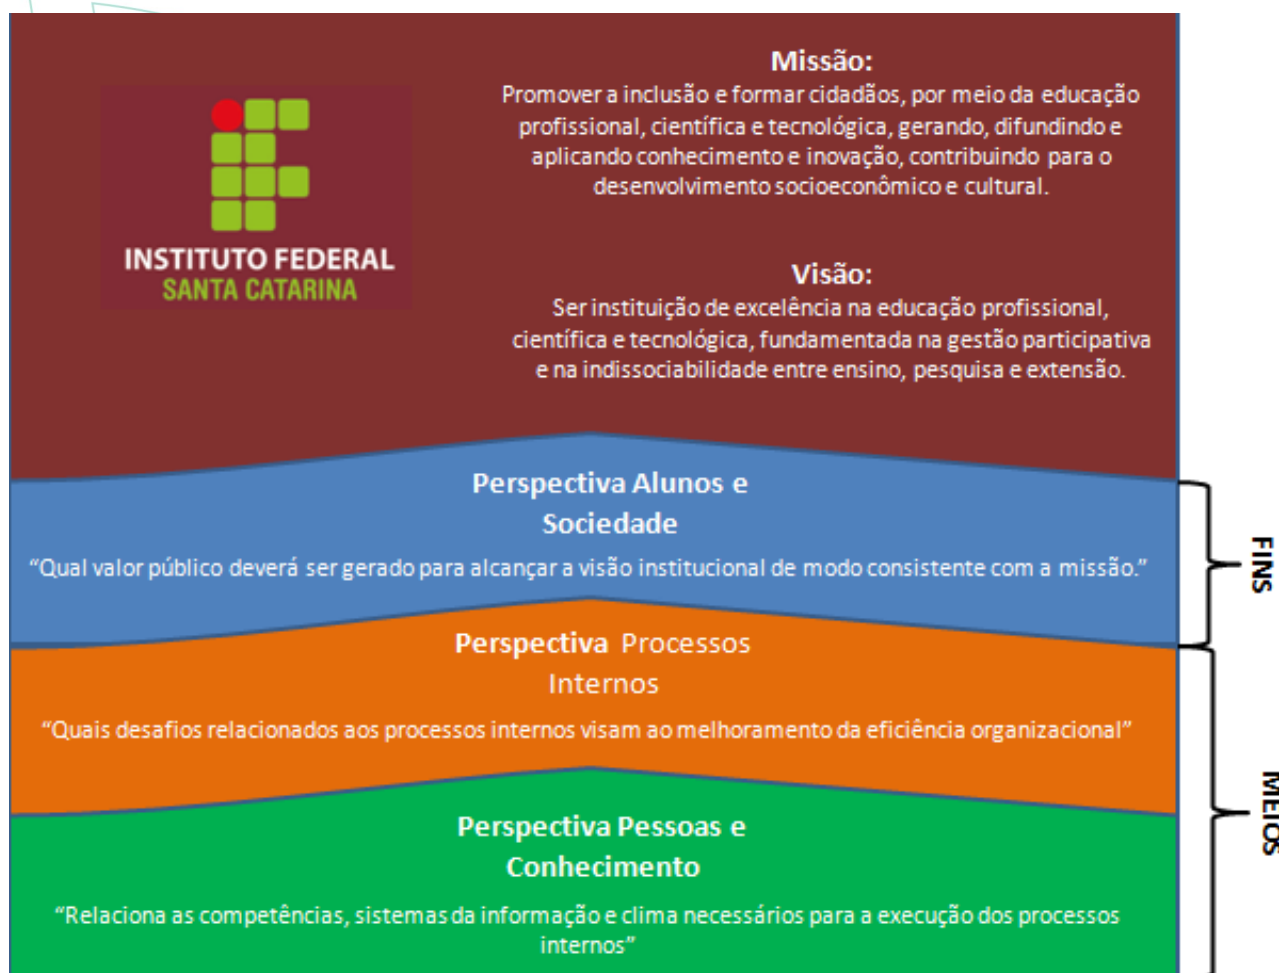 Missão:
Promover a inclusão e formar cidadãos, por meio da educação
profissional, científica e tecnológica, gerando, difundindo e
aplicando conhecimento e inovação, contribuindo para o
desenvolvimento socioeconômico e cultural.
INSTITUTO FEDERAL
SANTA CATARINA
Visão:
Ser instituição de excelência na educação profissional,
científica e tecnológica, fundamentada na gestão participativa
e na indissociabilidade entre ensino, pesquisa e extensão.
Perspectiva Alunos e
Sociedade
“Qual valor público deverá ser gerado para alcançar a visão institucional de modo consistente com a missão.”
FINS
Perspectiva Processos
Internos
“Quais desafios relacionados aos processos internos visam ao melhoramento da eficiência organizacional”
MEIOS
Perspectiva Pessoas e
Conhecimento
“Relaciona as competências, sistemas da informação e clima necessários para a execução dos processos
internos”